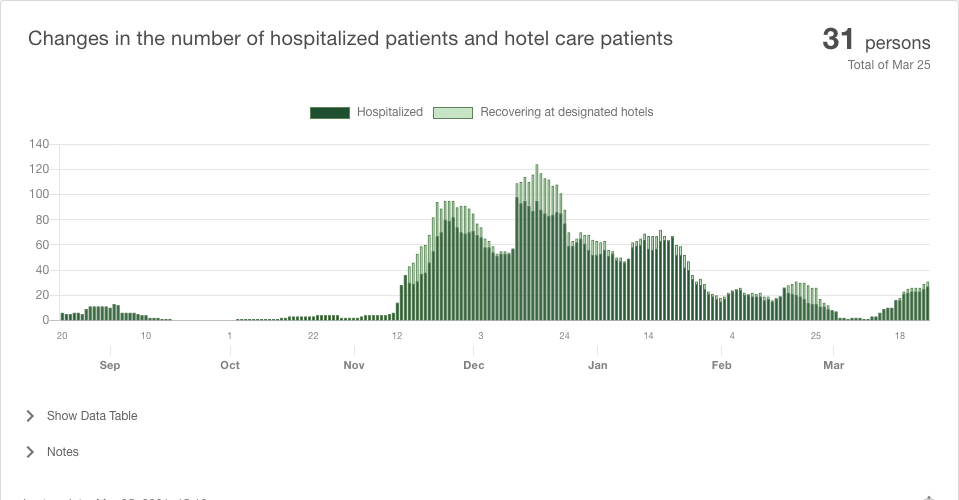 Changes in the number of hospitalized patients and hotel care patients
31 persons
Total of Mar 25
Hospitalized Recovering at designated hotels
140
120
100
80
60
40
20
0
20 10 1 22 12 3 24 14 4 25 18
Sep Oct Nov Dec Jan Feb Mar
Show Data Table
Notes